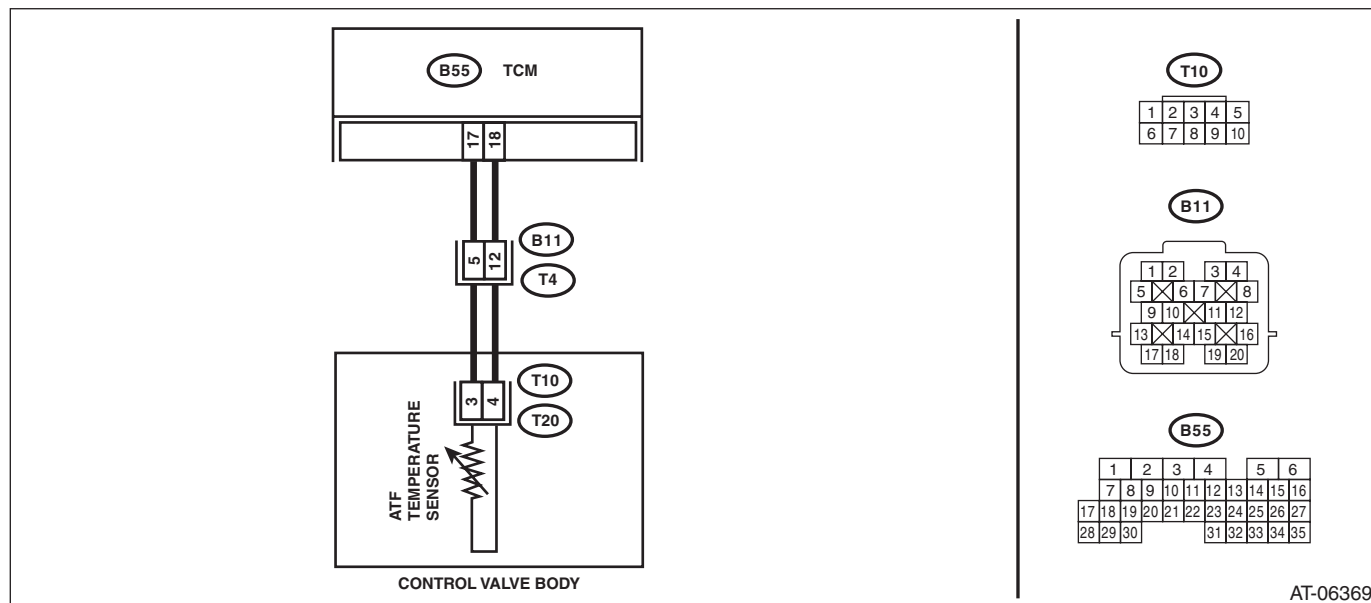 B55 TCM
17 18
5 12
B11
T4
3 4
T10
T20
ATF
TEMPERATURE
SENSOR
CONTROL VALVE BODY
T10
1 2 3 4 5
6 7 8 9 10
B11
1 2 3 4
5 6 7 8
9 10 11 12
13 14 15 16
17 18 19 20
B55
1 2 3 4 5 6
7 8 9 10 11 12 13 14 15 16
17 18 19 20 21 22 23 24 25 26 27
28 29 30 31 32 33 34 35
AT-06369